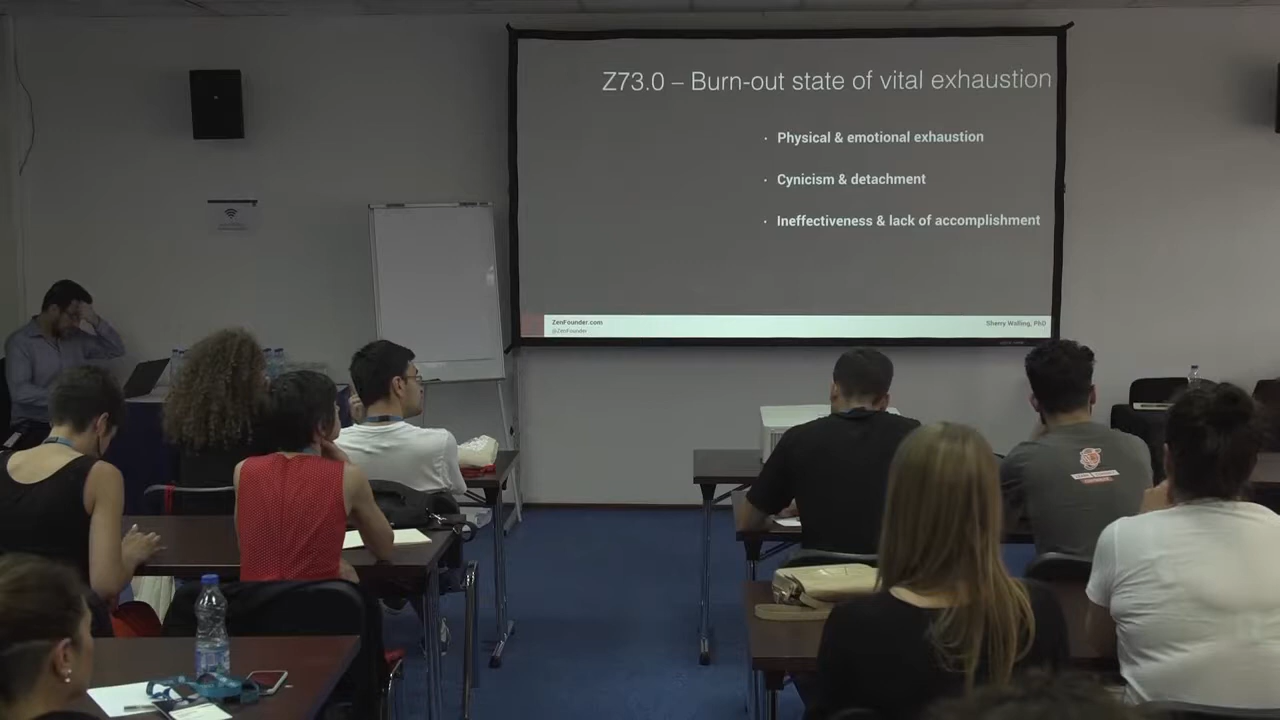 Z73.0 – Burn-out state of vital exhaustion
· Physical & emotional exhaustion
· Cynicism & detachment
· Ineffectiveness & lack of accomplishment
ZenFounder.com
@ZenFounder
Sherry Walling, PhD